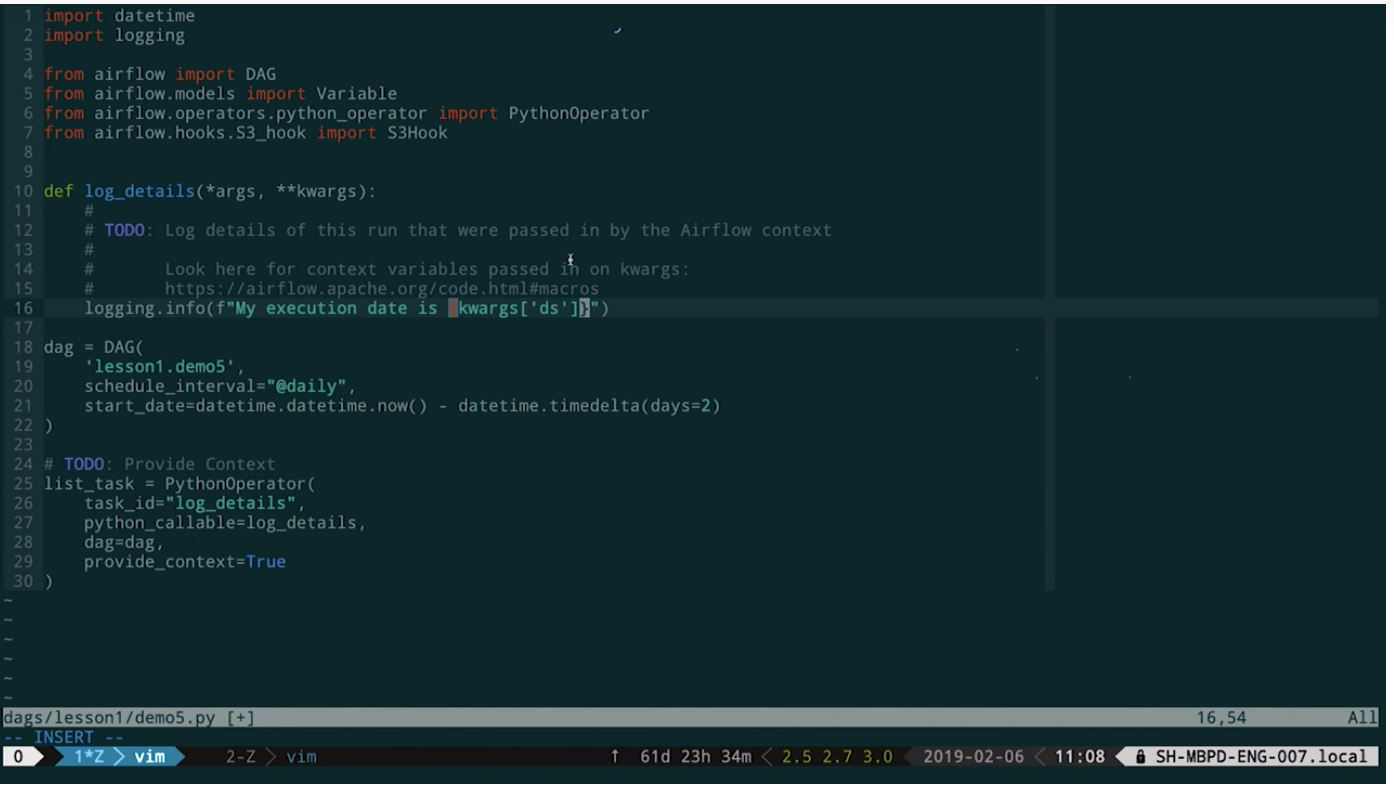 1 import datetime
2 import logging
3
4 from airflow import DAG
5 from airflow.models import Variable
6 from airflow.operators.python_operator import PythonOperator
7 from airflow.hooks.S3_hook import S3Hook
8
9
10 def log_details(*args, **kwargs):
11     #
12     # TODO: Log details of this run that were passed in by the Airflow context
13     #
14     #       Look here for context variables passed in on kwargs:
15     #       https://airflow.apache.org/code.html#macros
16     logging.info(f"My execution date is {kwargs['ds']}")
17
18 dag = DAG(
19     'lesson1.demo5',
20     schedule_interval="@daily",
21     start_date=datetime.datetime.now() - datetime.timedelta(days=2)
22 )
23
24 # TODO: Provide Context
25 list_task = PythonOperator(
26     task_id="log_details",
27     python_callable=log_details,
28     dag=dag,
29     provide_context=True
30 )
~
~
~
~
~
~
dags/lesson1/demo5.py [+] 16,54 All
-- INSERT --
0 1*Z > vim 2-Z > vim ↑ 61d 23h 34m < 2.5 2.7 3.0 < 2019-02-06 < 11:08 SH-MBPD-ENG-007.local